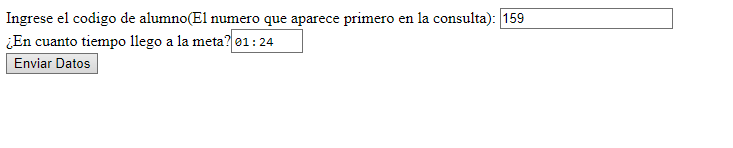 Ingrese el codigo de alumno(El numero que aparece primero en la consulta): 159
¿En cuanto tiempo llego a la meta? 01:24
Enviar Datos